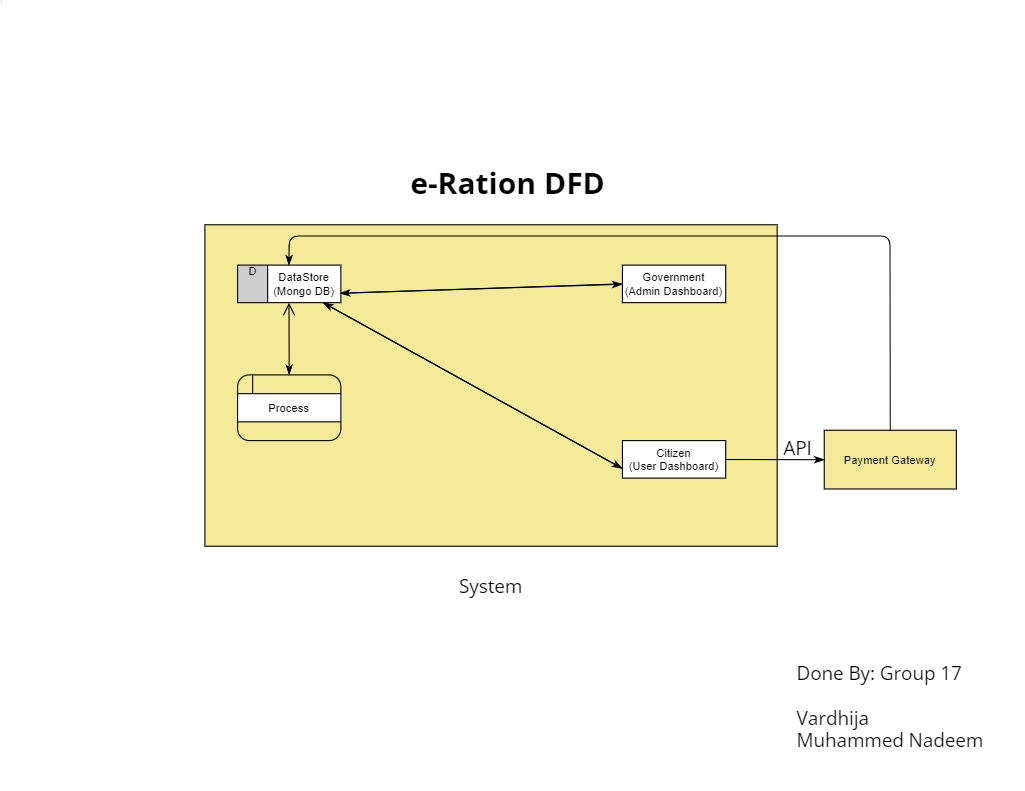 e-Ration DFD
D
DataStore
(Mongo DB)
Government
(Admin Dashboard)
Process
Citizen
(User Dashboard)
API
Payment Gateway
System
Done By: Group 17
Vardhija
Muhammed Nadeem